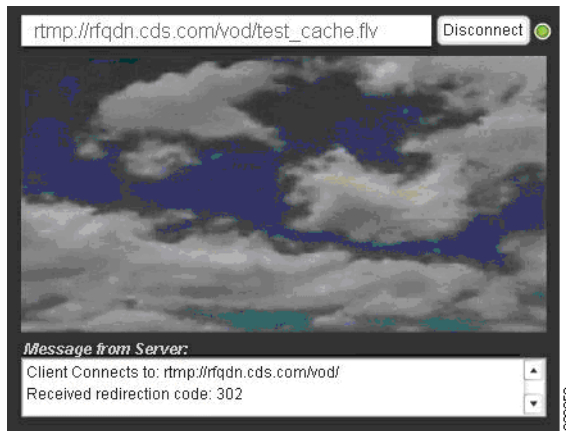 rtmp://rfqdn.cds.com/vod/test_cache.flv
Disconnect
Message from Server:
Client Connects to: rtmp://rfqdn.cds.com/vod/
Received redirection code: 302